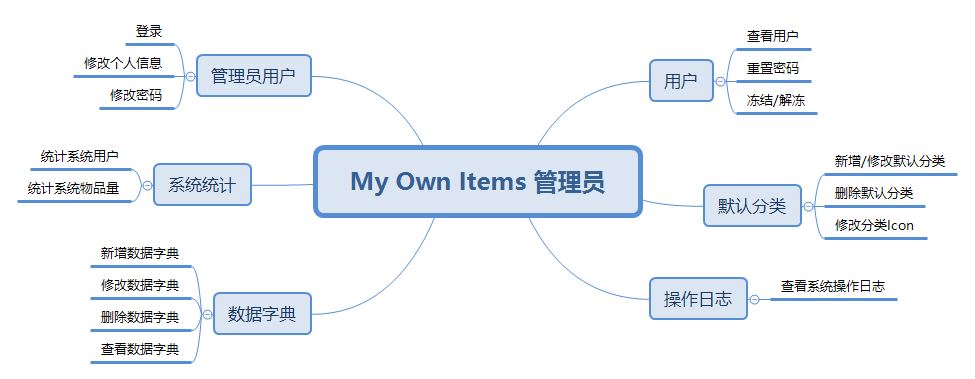 My Own Items 管理员
管理员用户
登录
修改个人信息
修改密码
系统统计
统计系统用户
统计系统物品量
数据字典
新增数据字典
修改数据字典
删除数据字典
查看数据字典
用户
查看用户
重置密码
冻结/解冻
默认分类
新增/修改默认分类
删除默认分类
修改分类Icon
操作日志
查看系统操作日志